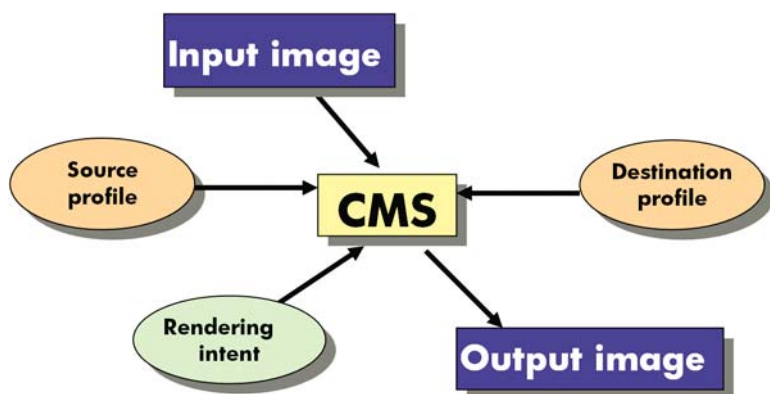 Input image
Source
profile
CMS
Destination
profile
Rendering
intent
Output image